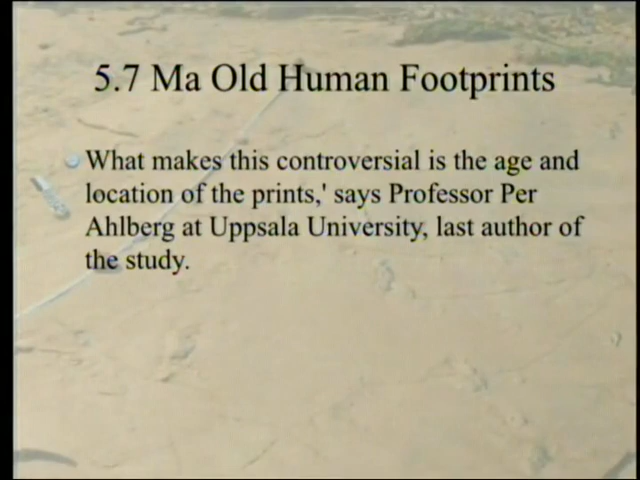 5.7 Ma Old Human Footprints
What makes this controversial is the age and
location of the prints,' says Professor Per
Ahlberg at Uppsala University, last author of
the study.